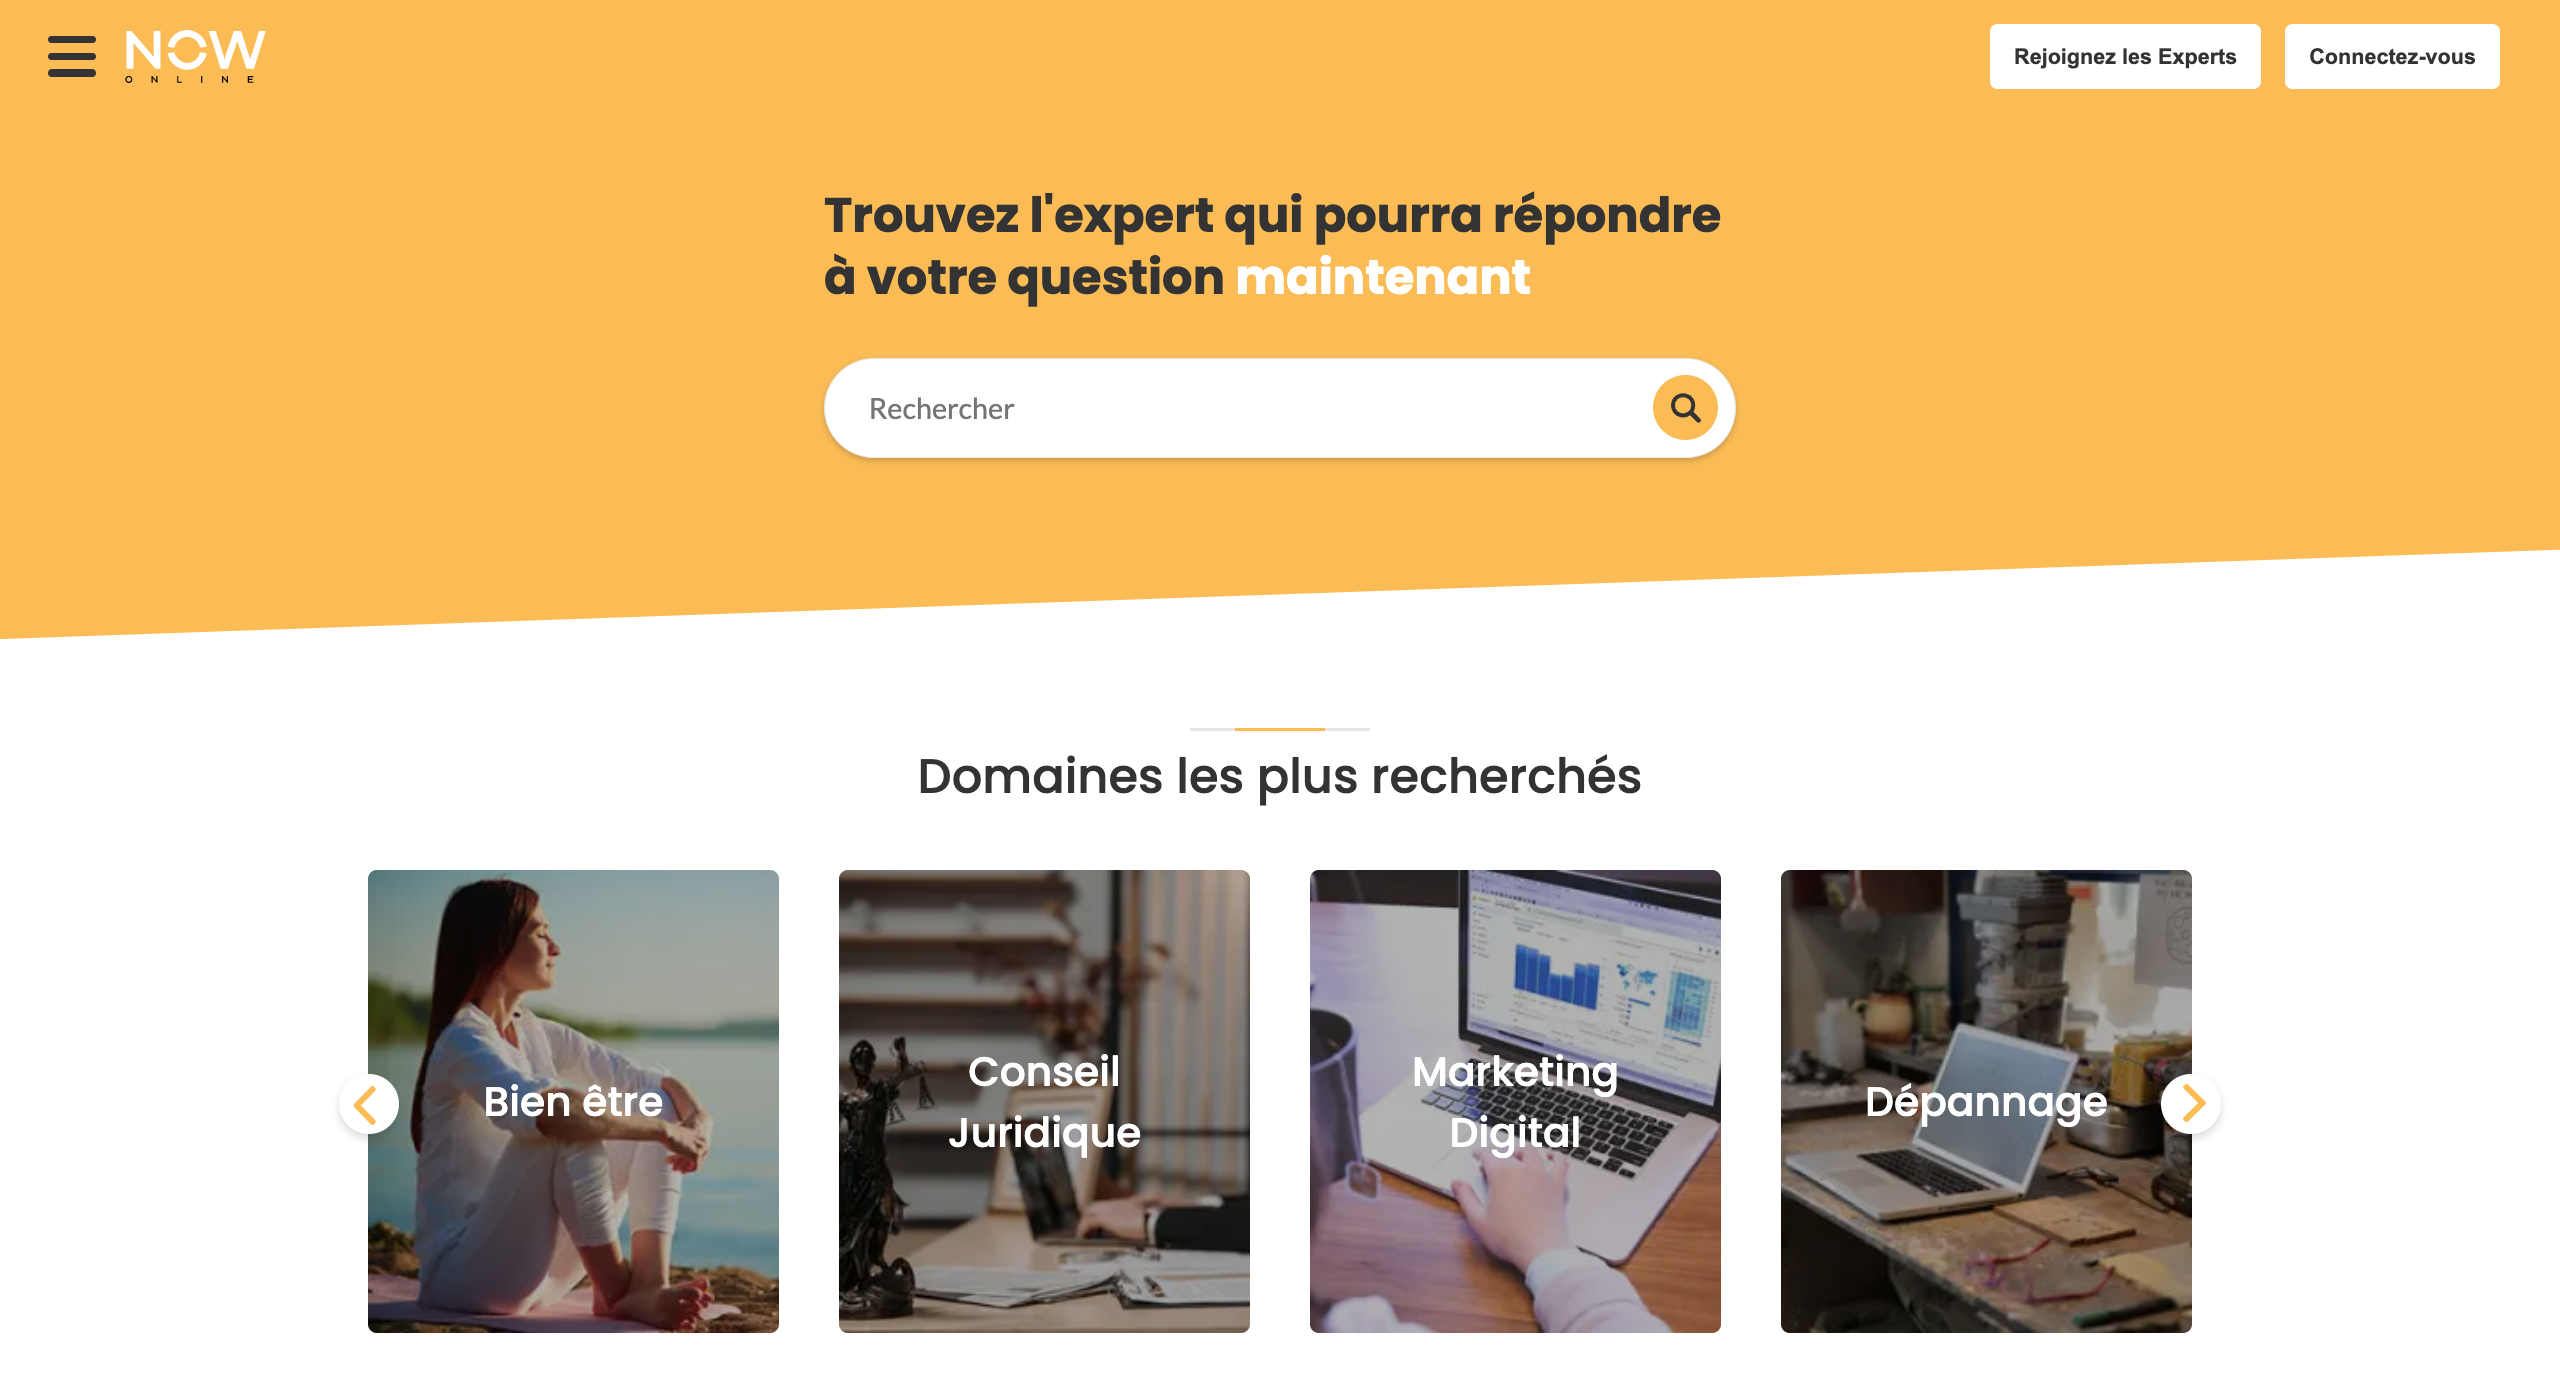 NOW
ONLINE
Rejoignez les Experts
Connectez-vous
Trouvez l'expert qui pourra répondre
à votre question maintenant
Rechercher
Domaines les plus recherchés
Bien être
Conseil
Juridique
Marketing
Digital
Dépannage